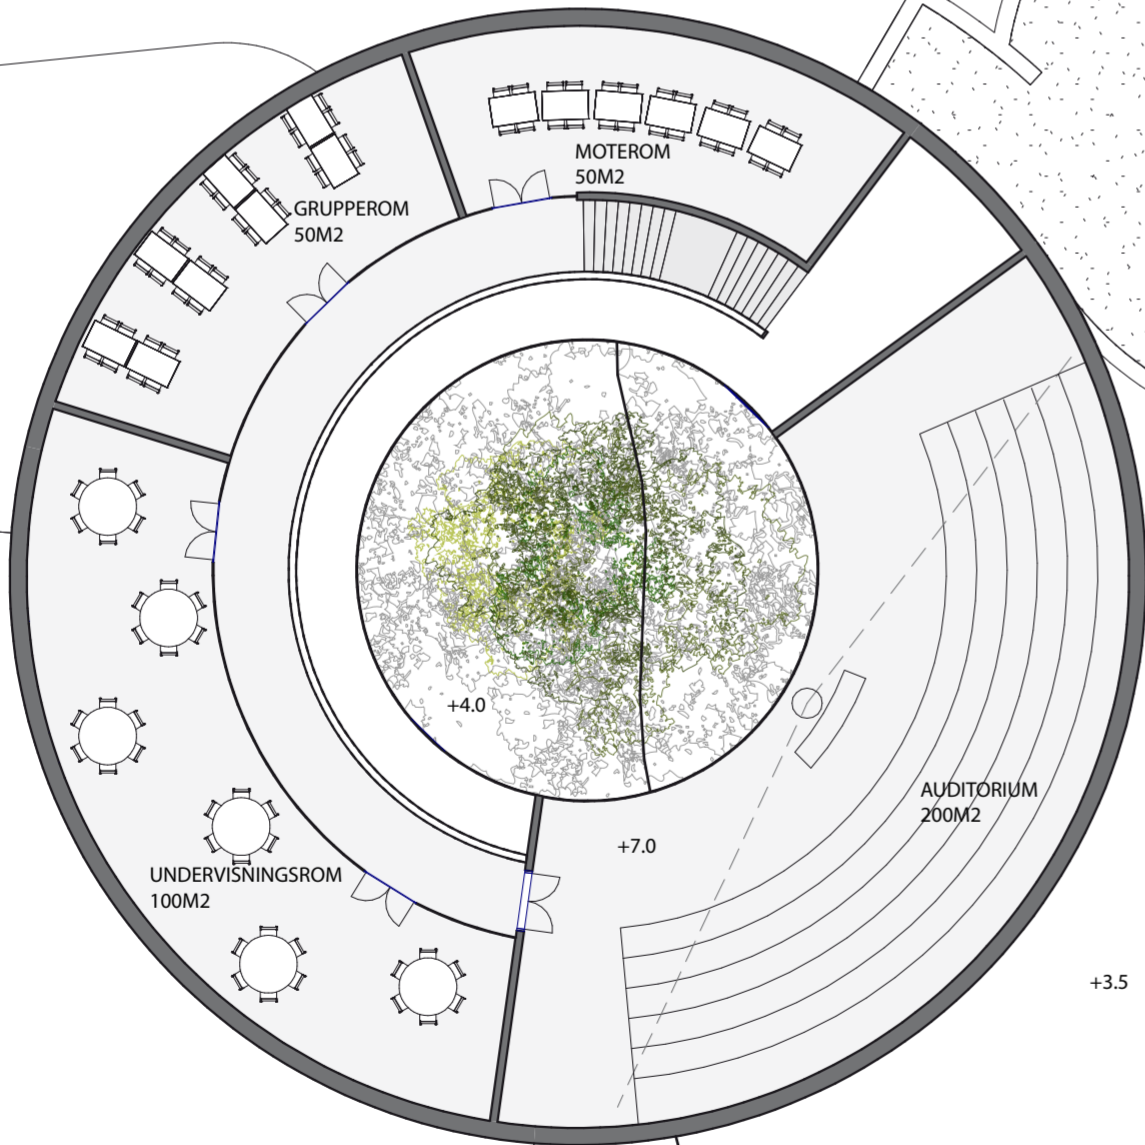 MOTEROM
50M2
GRUPPEROM
50M2
+4.0
AUDITORIUM
200M2
+7.0
UNDERVISNINGSROM
100M2
+3.5